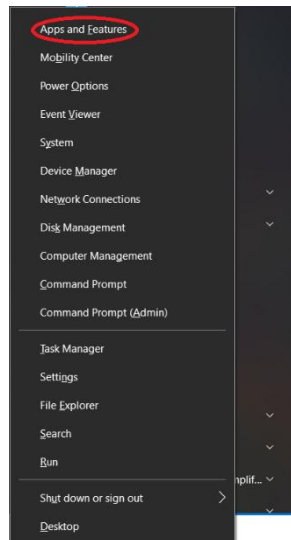 Apps and Features
Mobility Center
Power Options
Event Viewer
System
Device Manager
Network Connections
Disk Management
Computer Management
Command Prompt
Command Prompt (Admin)
Task Manager
Settings
File Explorer
Search
Run
nplif...
Shut down or sign out
Desktop